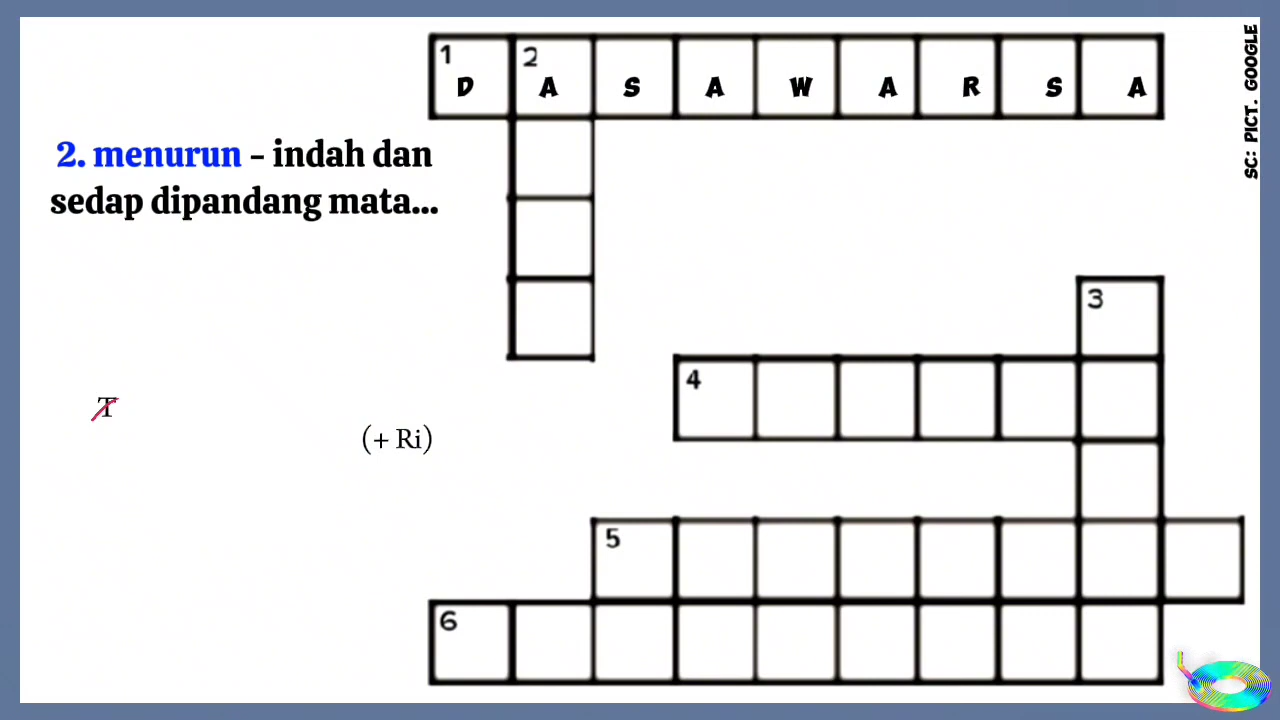 1 2
D A S A W A R S A
2. menurun - indah dan
sedap dipandang mata...
3
4
T
(+ Ri)
5
6
SC: PICT. GOOGLE